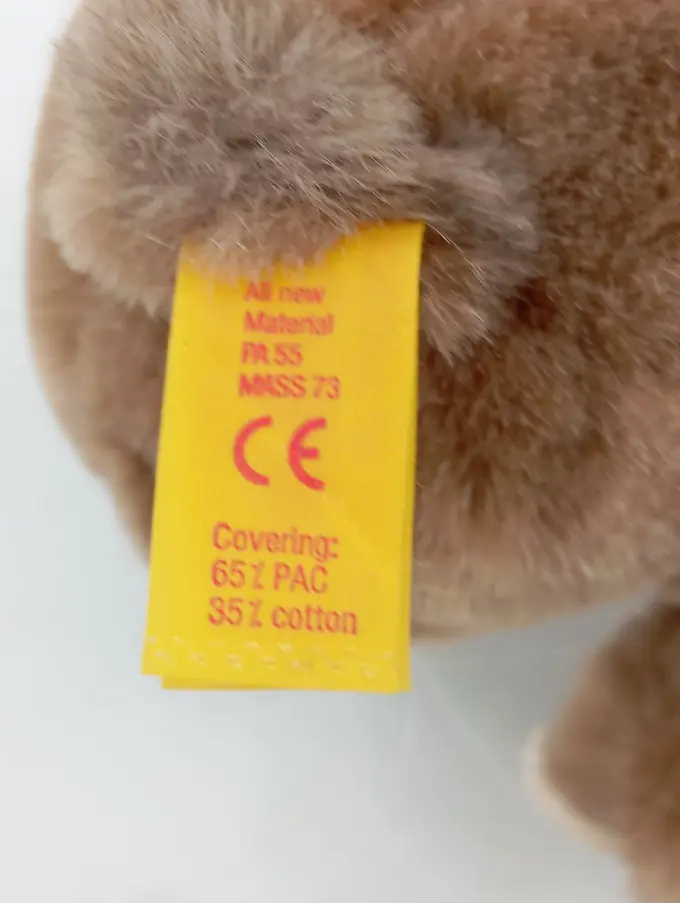 All new
Material
PA 55
MASS 73
CE
Covering:
65% PAC
35% cotton